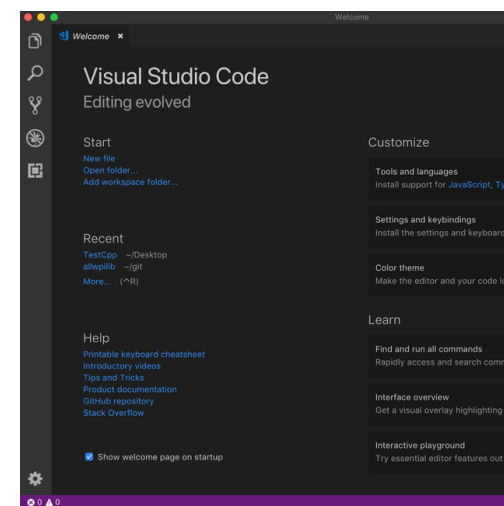 Welcome
Welcome ×
Visual Studio Code
Editing evolved
Start
New file
Open folder...
Add workspace folder...
Recent
TestCpp ~/Desktop
allwpilib ~/git
More... (^R)
Help
Printable keyboard cheatsheet
Introductory videos
Tips and Tricks
Product documentation
GitHub repository
Stack Overflow
Show welcome page on startup
Customize
Tools and languages
Install support for JavaScript, Ty
Settings and keybindings
Install the settings and keyboard
Color theme
Make the editor and your code lo
Learn
Find and run all commands
Rapidly access and search comm
Interface overview
Get a visual overlay highlighting
Interactive playground
Try essential editor features out
0 0